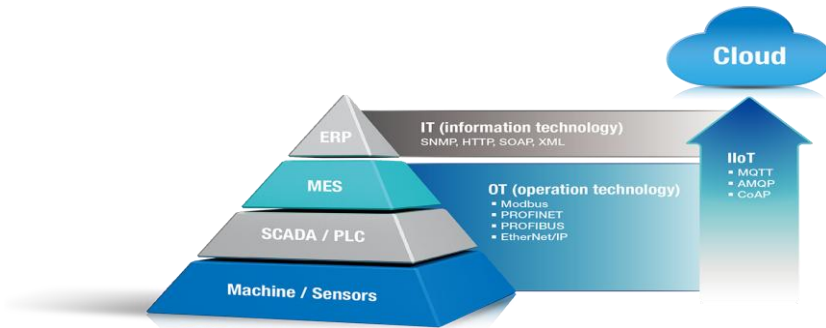 Cloud
ERP
IT (information technology)
SNMP, HTTP, SOAP, XML
MES
OT (operation technology)
▪ Modbus
▪ PROFINET
▪ PROFIBUS
▪ EtherNet/IP
IIoT
▪ MQTT
▪ AMQP
▪ CoAP
SCADA / PLC
Machine / Sensors